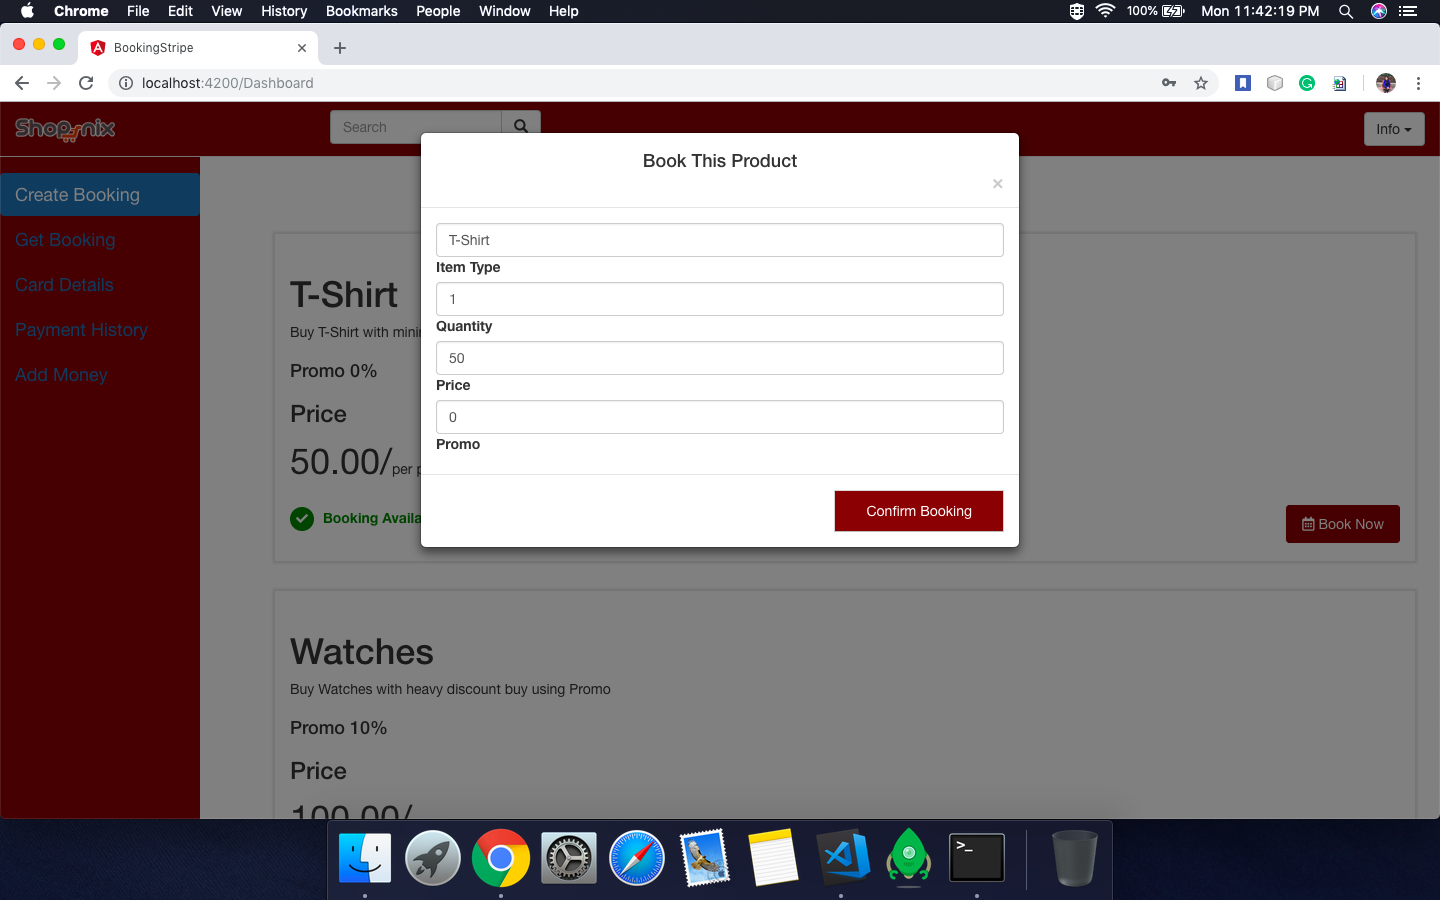 Chrome File Edit View History Bookmarks People Window Help 100% Mon 11:42:19 PM
BookingStripe
localhost:4200/Dashboard
Shopnix Search Info
Book This Product
×
Create Booking
Get Booking
Card Details
Payment History
Add Money
T-Shirt
Item Type
1
Quantity
50
Price
0
Promo
Confirm Booking
T-Shirt
Buy T-Shirt with
Promo 0%
Price
50.00/per
Booking
Book Now
Watches
Buy Watches with heavy discount buy using Promo
Promo 10%
Price
100.00/
>_